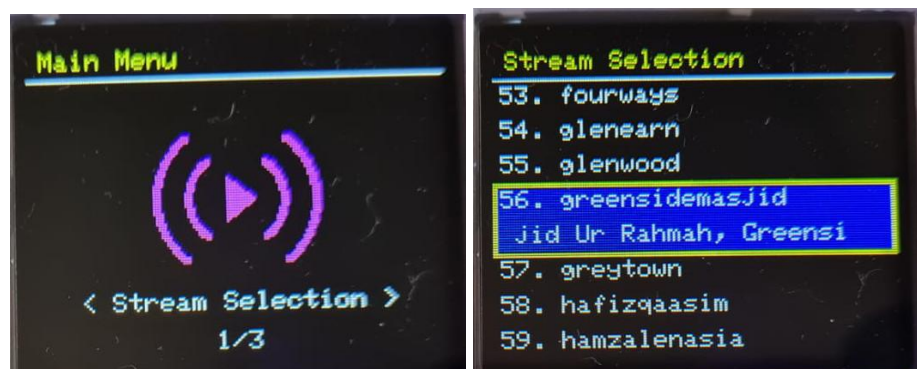 Main Menu
< Stream Selection >
1/3
Stream Selection
53. fourways
54. glenearn
55. glenwood
56. greensidemasjid
jid Ur Rahmah, Greensi
57. greytown
58. hafizqaasim
59. hamzalenasia